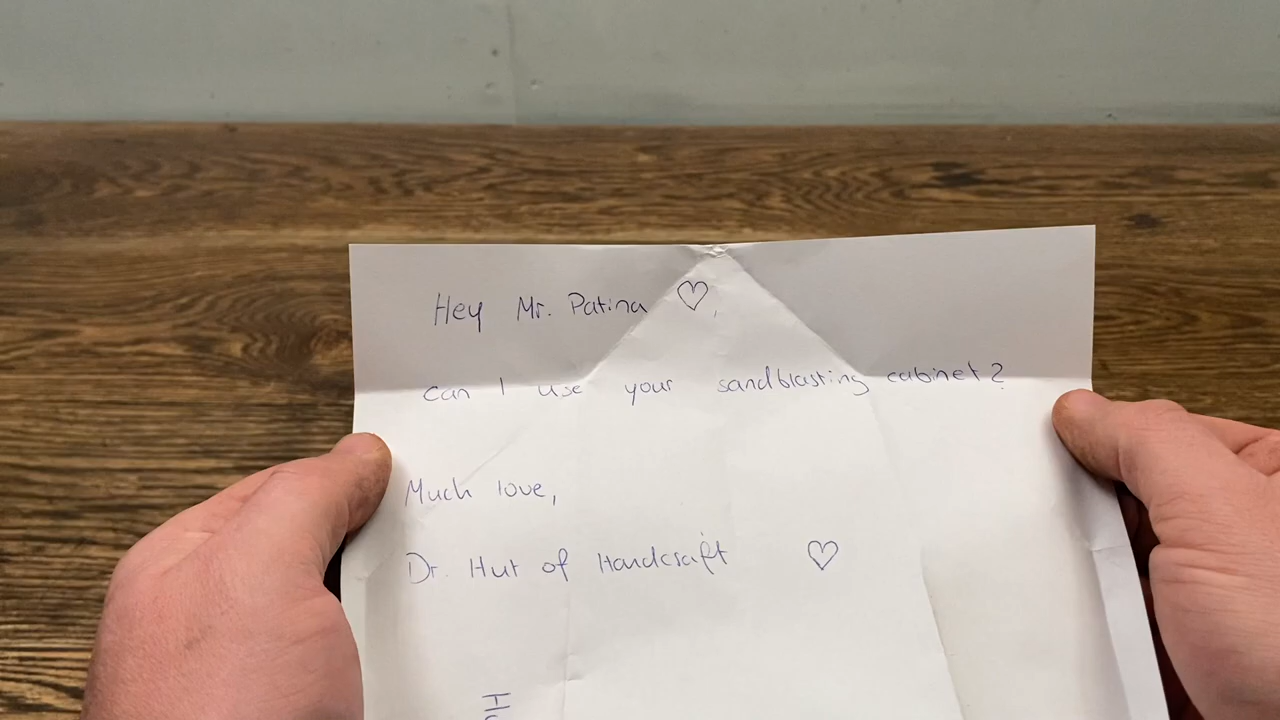 Hey Mr. Patina ♡,
can I use your sandblasting cabinet?
Much love,
Dr. Hut of Handcraft ♡